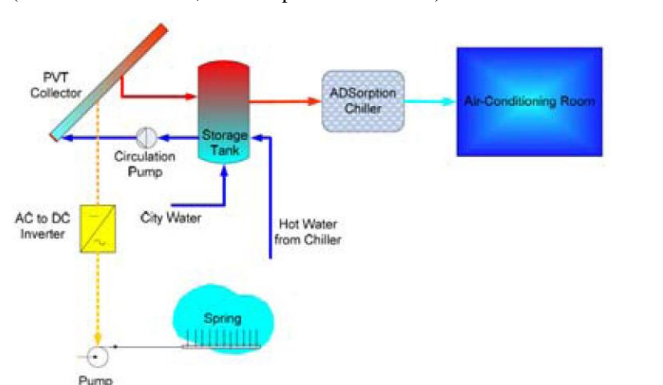 PVT
Collector
ADSorption
Chiller
Air-Conditioning Room
Storage
Tank
Circulation
Pump
AC to DC
Inverter
City Water
Hot Water
from Chiller
Spring
Pump